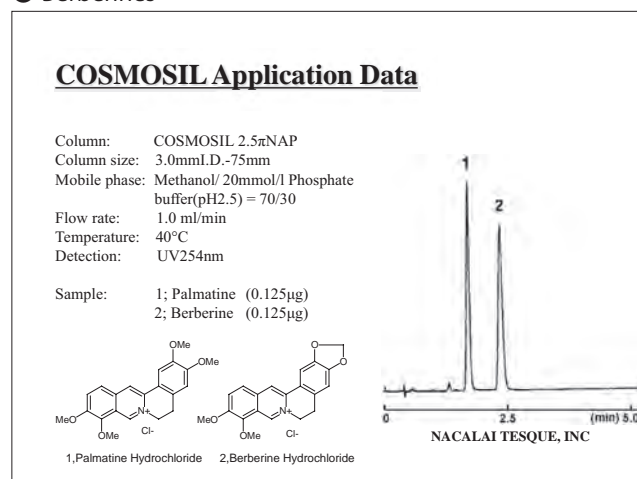 COSMOSIL Application Data
Column: COSMOSIL 2.5πNAP
Column size: 3.0mmI.D.-75mm
Mobile phase: Methanol/ 20mmol/l Phosphate
buffer(pH2.5) = 70/30
Flow rate: 1.0 ml/min
Temperature: 40°C
Detection: UV254nm
Sample: 1; Palmatine (0.125μg)
2; Berberine (0.125μg)
1
2
0 2.5 (min) 5.0
NACALAI TESQUE, INC
OMe
OMe
MeO
OMe
N+
Cl-
1,Palmatine Hydrochloride
O
O
MeO
OMe
N+
Cl-
2,Berberine Hydrochloride